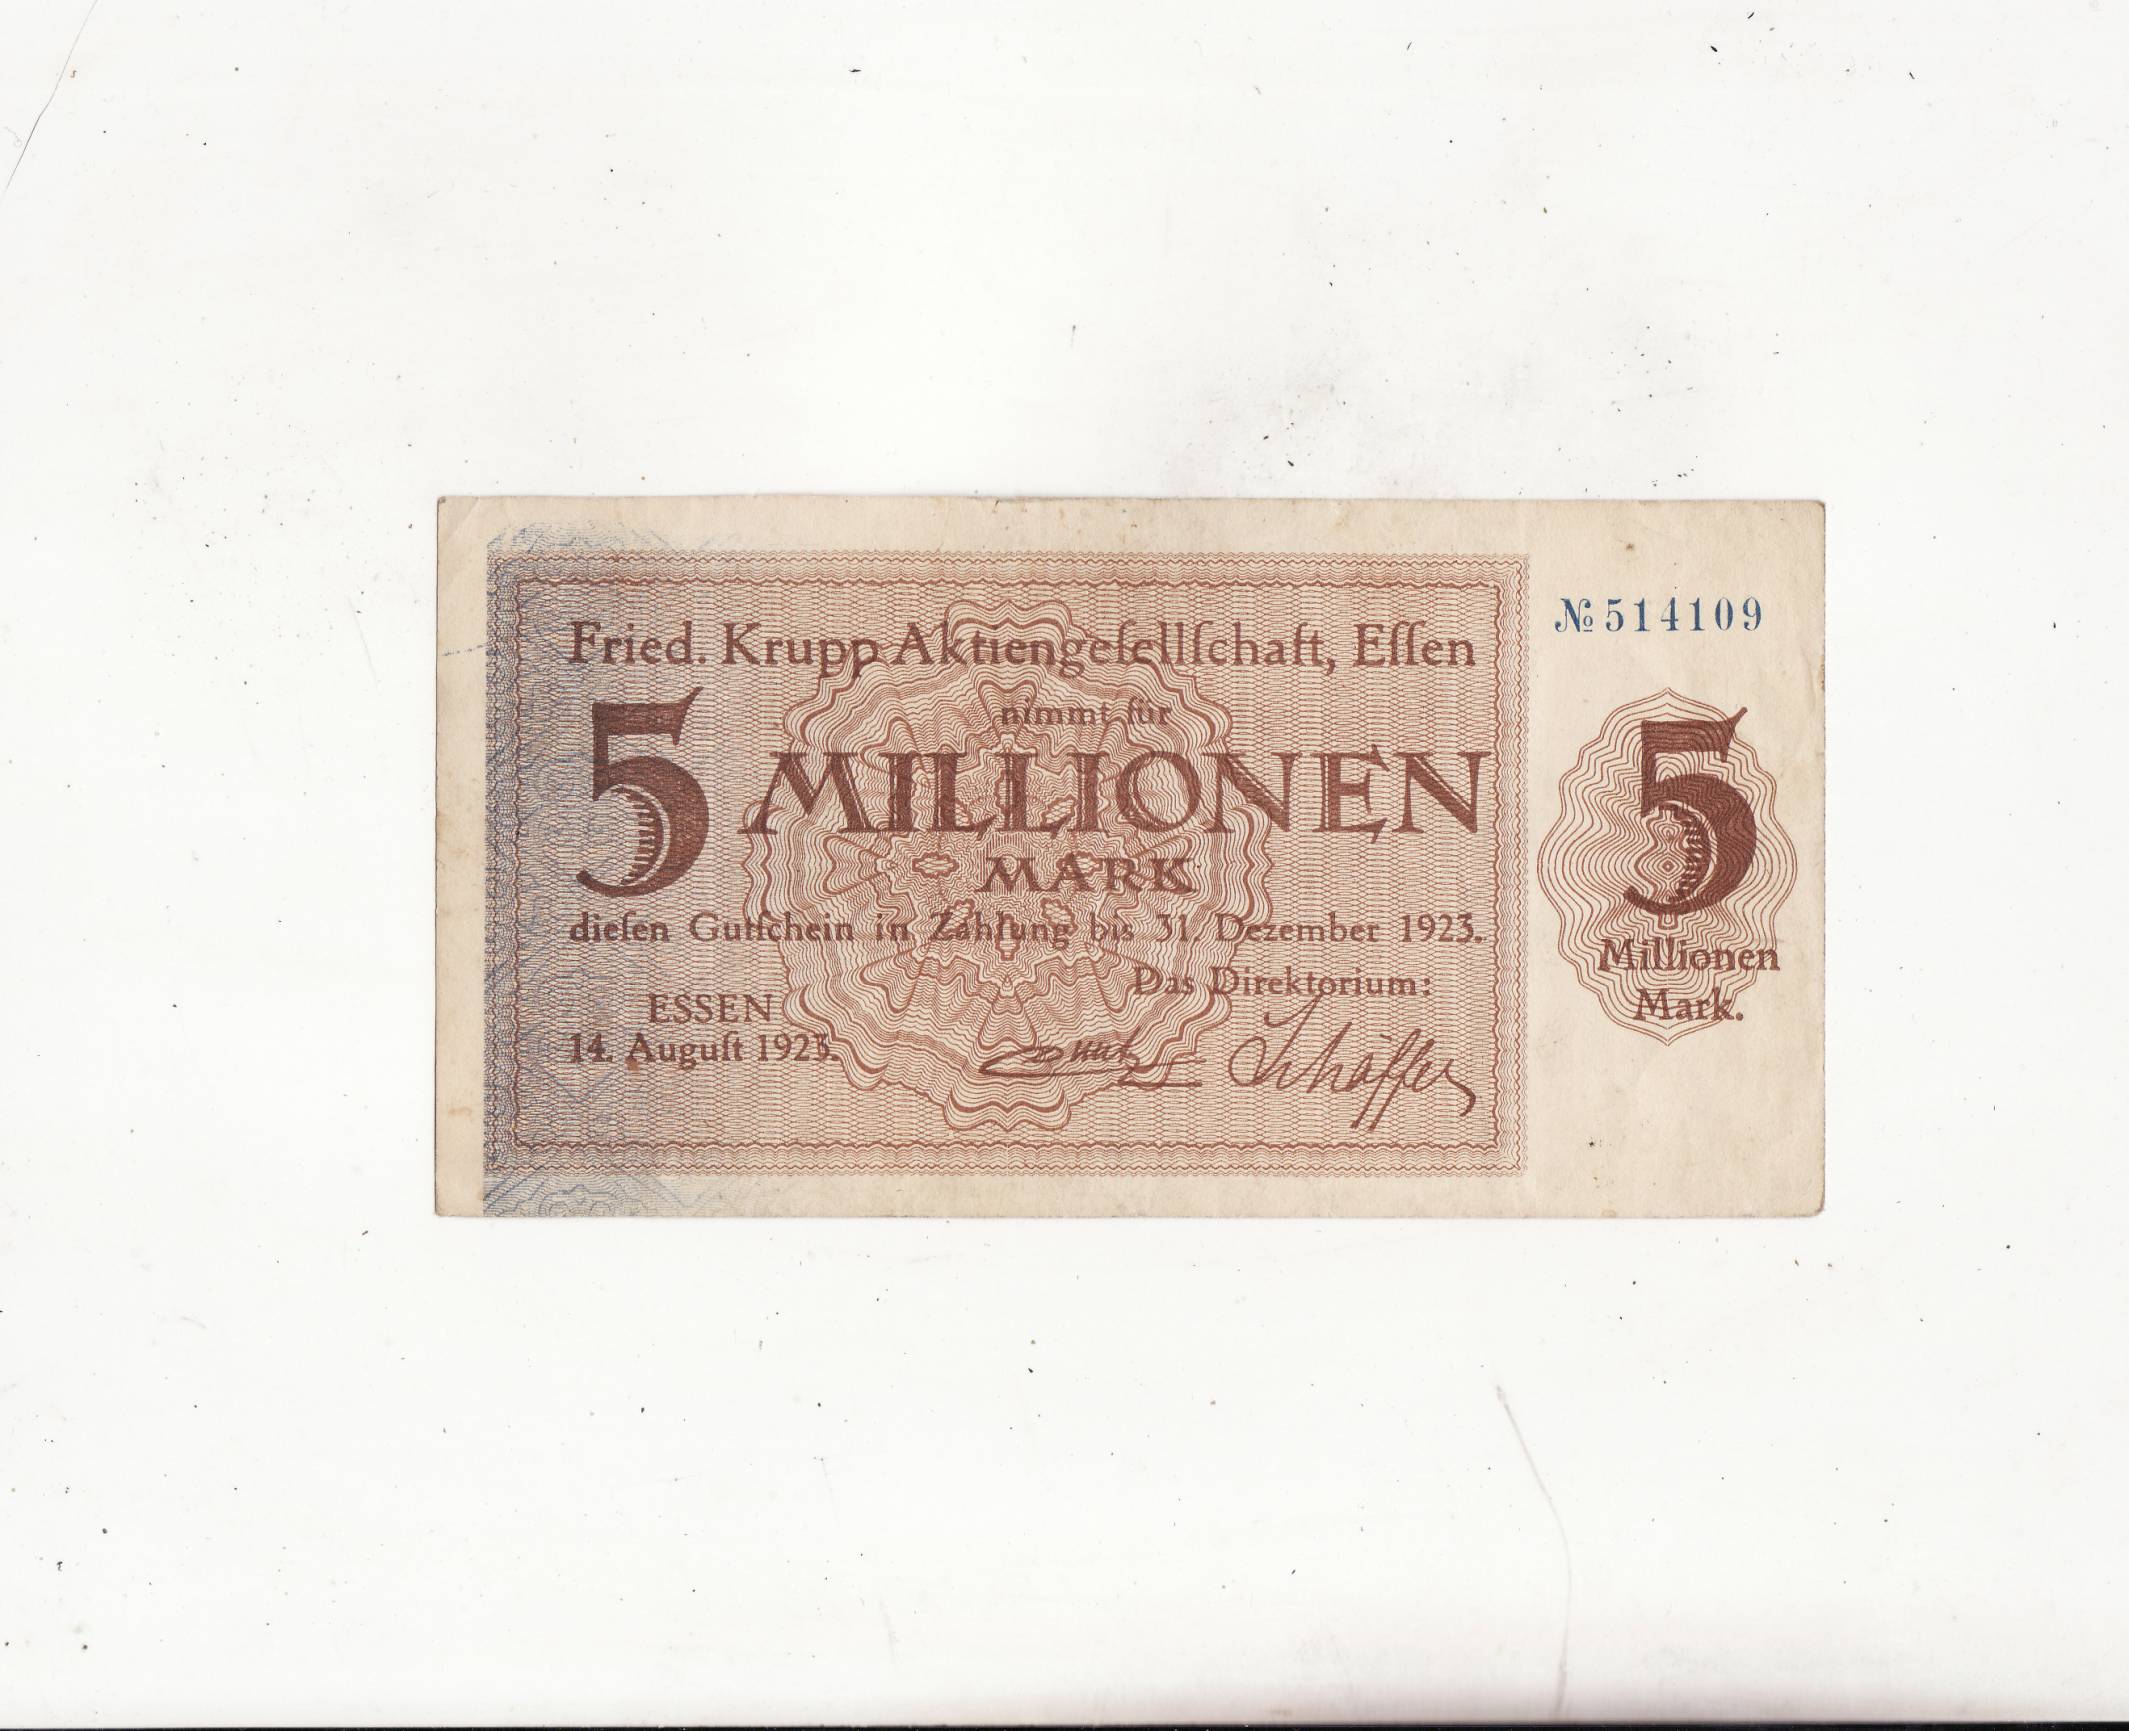 Fried. Krupp Aktiengeſellſchaft, Eſſen
nimmt für
5 MILLIONEN
MARK
dieſen Gutſchein in Zahlung bis 31. Dezember 1923.
Das Direktorium:
ESSEN
14. Auguſt 1923.
Schäffer
№ 514109
5
Millionen
Mark.